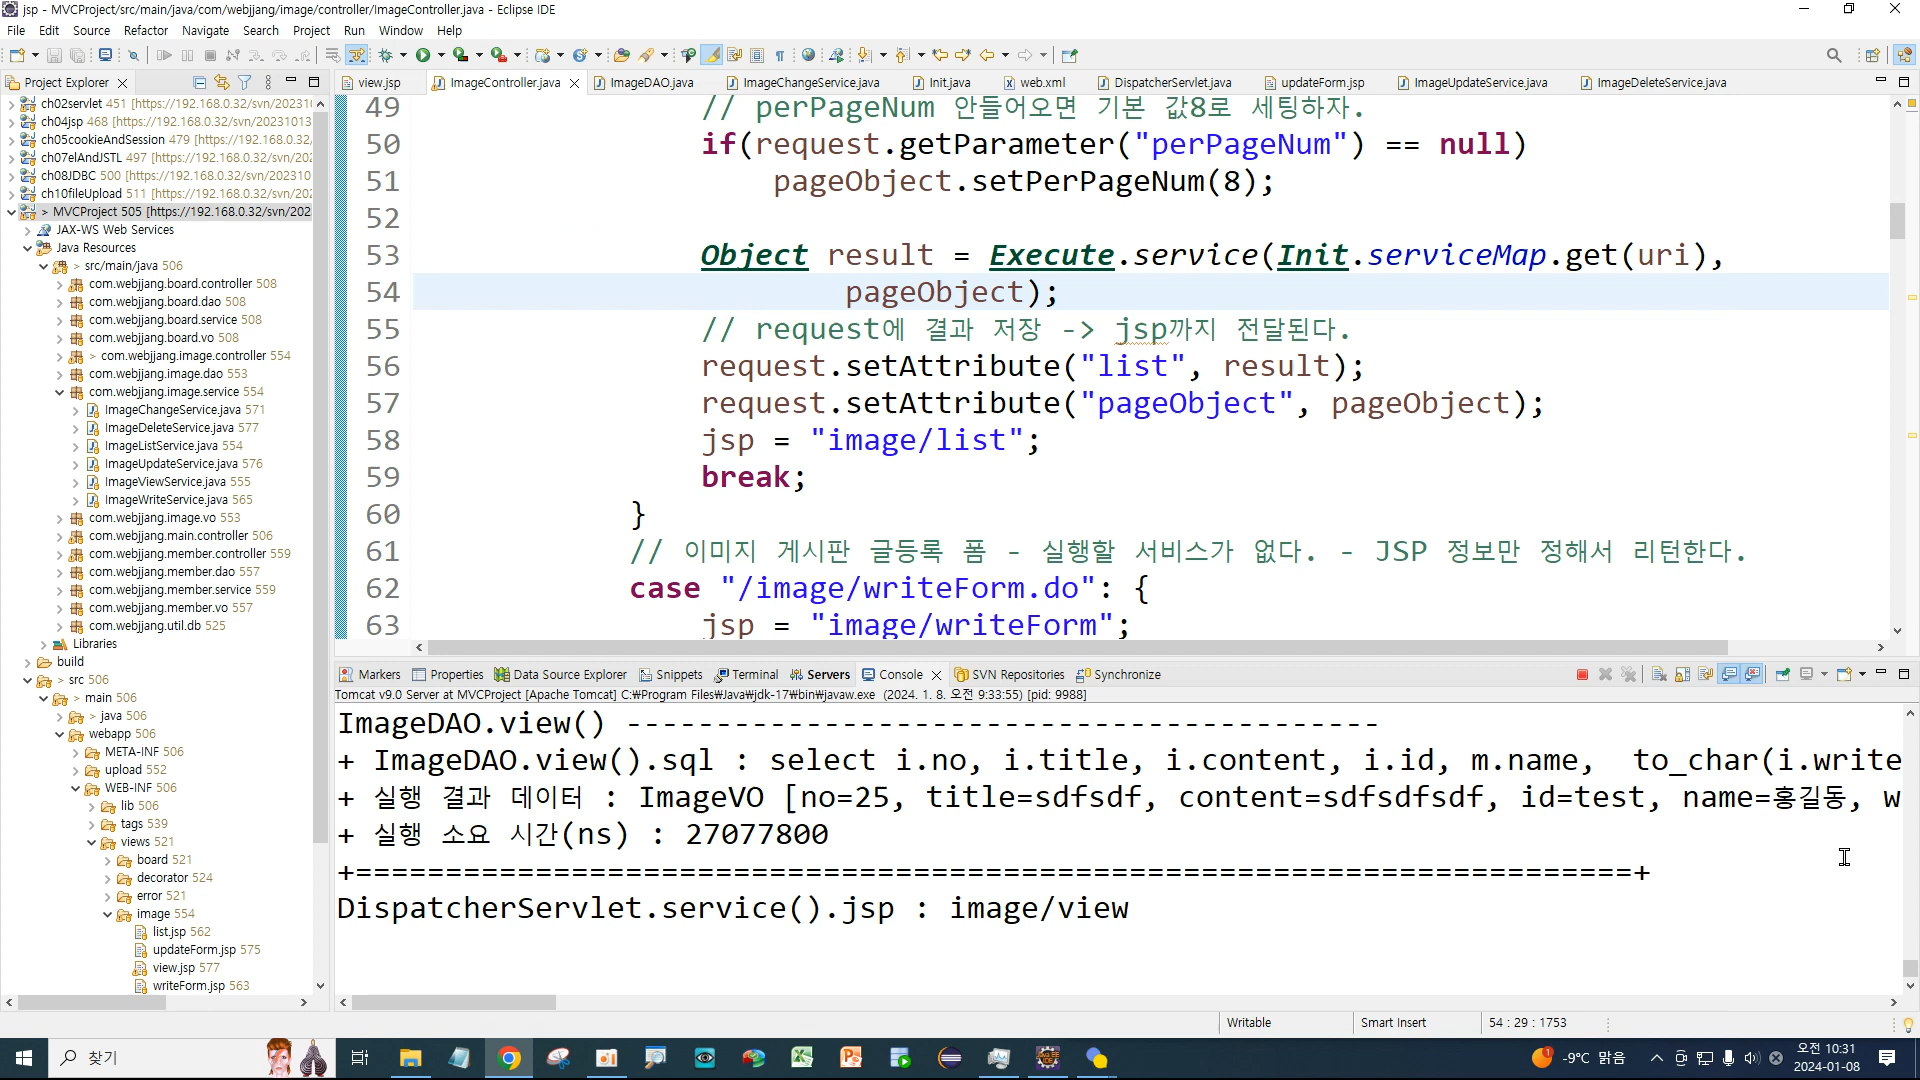 jsp - MVCProject/src/main/java/com/webjjang/image/controller/ImageController.java - Eclipse IDE
File Edit Source Refactor Navigate Search Project Run Window Help
Project Explorer
view.jsp ImageController.java ImageDAO.java ImageChangeService.java Init.java web.xml DispatcherServlet.java updateForm.jsp ImageUpdateService.java ImageDeleteService.java
ch02servlet 451 [https://192.168.0.32/svn/202310
ch04jsp 468 [https://192.168.0.32/svn/20231013
ch05cookieAndSession 479 [https://192.168.0.32,
ch07elAndJSTL 497 [https://192.168.0.32/svn/202
ch08JDBC 500 [https://192.168.0.32/svn/202310
ch10fileUpload 511 [https://192.168.0.32/svn/202
> MVCProject 505 [https://192.168.0.32/svn/202
JAX-WS Web Services
Java Resources
> src/main/java 506
com.webjjang.board.controller 508
com.webjjang.board.dao 508
com.webjjang.board.service 508
com.webjjang.board.vo 508
> com.webjjang.image.controller 554
com.webjjang.image.dao 553
com.webjjang.image.service 554
ImageChangeService.java 571
ImageDeleteService.java 577
ImageListService.java 554
ImageUpdateService.java 576
ImageViewService.java 555
ImageWriteService.java 565
com.webjjang.image.vo 553
com.webjjang.main.controller 506
com.webjjang.member.controller 559
com.webjjang.member.dao 557
com.webjjang.member.service 559
com.webjjang.member.vo 557
com.webjjang.util.db 525
Libraries
build
> src 506
> main 506
> java 506
webapp 506
META-INF 506
upload 552
WEB-INF 506
lib 506
tags 539
views 521
board 521
decorator 524
error 521
image 554
list.jsp 562
updateForm.jsp 575
view.jsp 577
writeForm.jsp 563
49 // perPageNum 안들어오면 기본 값8로 세팅하자.
50 if(request.getParameter("perPageNum") == null)
51 pageObject.setPerPageNum(8);
52
53 Object result = Execute.service(Init.serviceMap.get(uri),
54 pageObject);
55 // request에 결과 저장 -> jsp까지 전달된다.
56 request.setAttribute("list", result);
57 request.setAttribute("pageObject", pageObject);
58 jsp = "image/list";
59 break;
60 }
61 // 이미지 게시판 글등록 폼 - 실행할 서비스가 없다. - JSP 정보만 정해서 리턴한다.
62 case "/image/writeForm.do": {
63 jsp = "image/writeForm";
Markers Properties Data Source Explorer Snippets Terminal Servers Console SVN Repositories Synchronize
Tomcat v9.0 Server at MVCProject [Apache Tomcat] C:₩Program Files₩Java₩jdk-17₩bin₩javaw.exe (2024. 1. 8. 오전 9:33:55) [pid: 9988]
ImageDAO.view() ------------------------------------------
+ ImageDAO.view().sql : select i.no, i.title, i.content, i.id, m.name,  to_char(i.write
+ 실행 결과 데이터 : ImageVO [no=25, title=sdfsdf, content=sdfsdfsdf, id=test, name=홍길동, w
+ 실행 소요 시간(ns) : 27077800
+=======================================================================+
DispatcherServlet.service().jsp : image/view
Writable Smart Insert 54 : 29 : 1753
찾기
1 -9°C 맑음
오전 10:31
2024-01-08